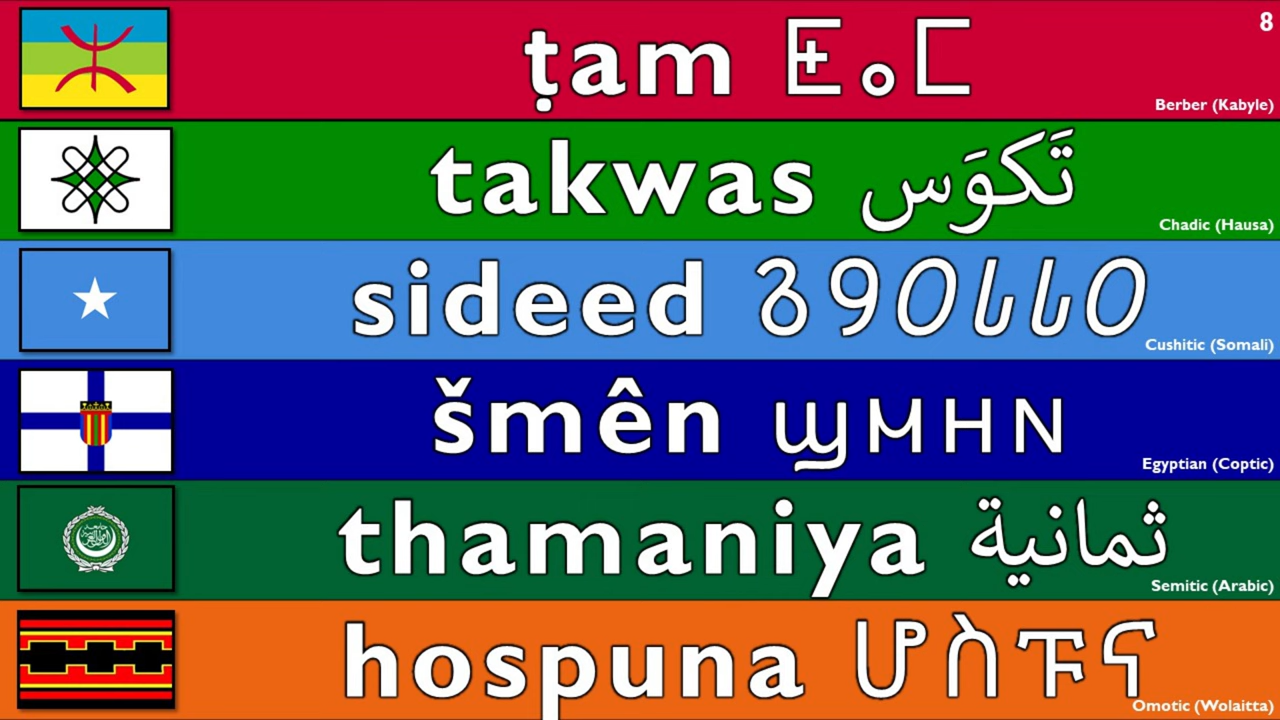 8
ṭam ⵟⴰⵎ
Berber (Kabyle)
takwas تَكوَس
Chadic (Hausa)
sideed 𐒈𐒘𐒆𐒗𐒗𐒆
Cushitic (Somali)
šmên ϣⲙⲏⲛ
Egyptian (Coptic)
thamaniya ثمانية
Semitic (Arabic)
hospuna ሆስፑና
Omotic (Wolaitta)